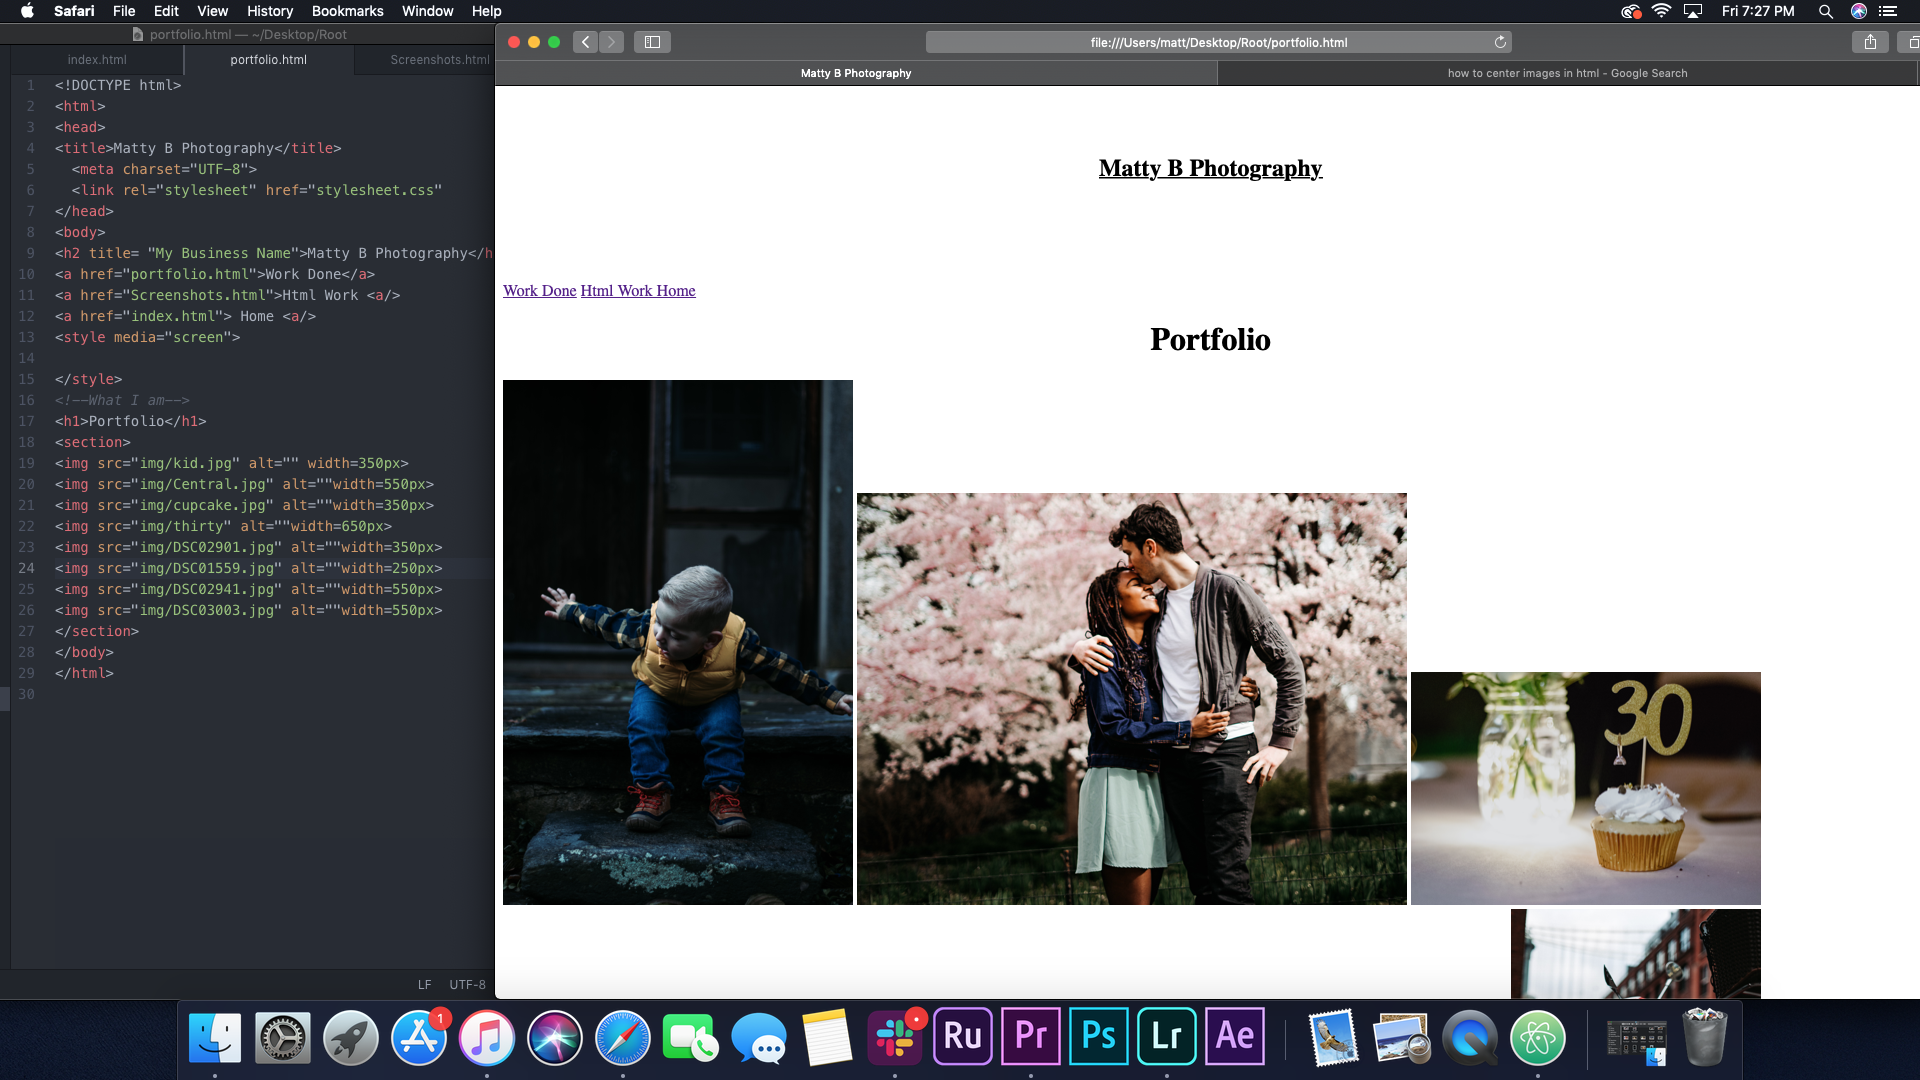 Safari File Edit View History Bookmarks Window Help
Fri 7:27 PM
portfolio.html — ~/Desktop/Root
index.html
portfolio.html
Screenshots.html
1 <!DOCTYPE html>
2 <html>
3 <head>
4 <title>Matty B Photography</title>
5 <meta charset="UTF-8">
6 <link rel="stylesheet" href="stylesheet.css"
7 </head>
8 <body>
9 <h2 title= "My Business Name">Matty B Photography</h
10 <a href="portfolio.html">Work Done</a>
11 <a href="Screenshots.html">Html Work <a/>
12 <a href="index.html"> Home <a/>
13 <style media="screen">
14
15 </style>
16 <!--What I am-->
17 <h1>Portfolio</h1>
18 <section>
19 <img src="img/kid.jpg" alt="" width=350px>
20 <img src="img/Central.jpg" alt=""width=550px>
21 <img src="img/cupcake.jpg" alt=""width=350px>
22 <img src="img/thirty" alt=""width=650px>
23 <img src="img/DSC02901.jpg" alt=""width=350px>
24 <img src="img/DSC01559.jpg" alt=""width=250px>
25 <img src="img/DSC02941.jpg" alt=""width=550px>
26 <img src="img/DSC03003.jpg" alt=""width=550px>
27 </section>
28 </body>
29 </html>
30
LF UTF-8
file:///Users/matt/Desktop/Root/portfolio.html
Matty B Photography
how to center images in html - Google Search
Matty B Photography
Work Done Html Work Home
Portfolio
30
1
Ru Pr Ps Lr Ae